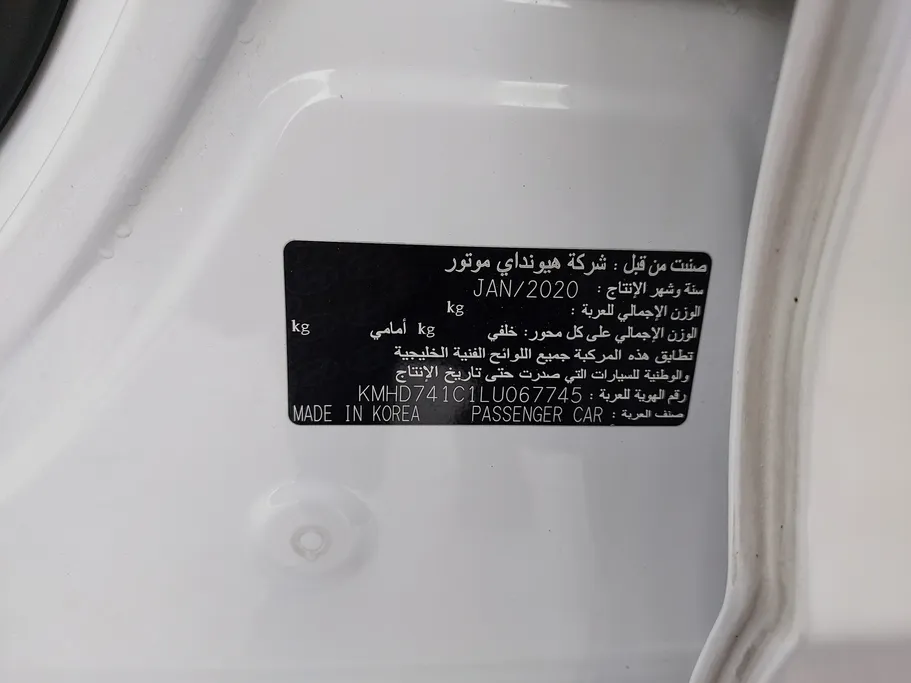 صنعت من قبل : شركة هيونداي موتور
سنة وشهر الإنتاج : JAN/2020
الوزن الإجمالي للعربة : kg
الوزن الإجمالي على كل محور: خلفي kg أمامي kg
تطابق هذه المركبة جميع اللوائح الفنية الخليجية
والوطنية للسيارات التي صدرت حتى تاريخ الإنتاج
رقم الهوية للعربة : KMHD741C1LU067745
صنف العربة : PASSENGER CAR MADE IN KOREA